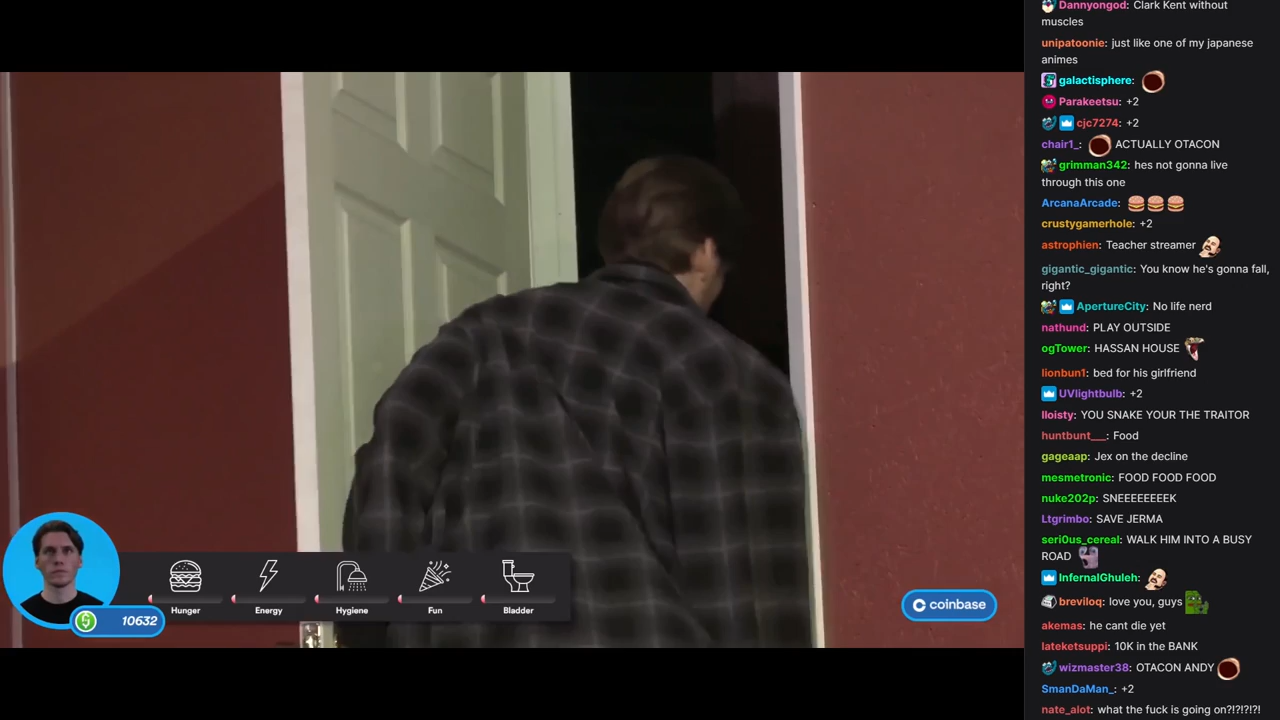 Dannyongod: Clark Kent without
muscles
unipatoonie: just like one of my japanese
animes
galactisphere:
Parakeetsu: +2
cjc7274: +2
chair1_: ACTUALLY OTACON
grimman342: hes not gonna live
through this one
ArcanaArcade:
crustygamerhole: +2
astrophien: Teacher streamer
gigantic_gigantic: You know he's gonna fall,
right?
ApertureCity: No life nerd
nathund: PLAY OUTSIDE
ogTower: HASSAN HOUSE
lionbun1: bed for his girlfriend
UVlightbulb: +2
lloisty: YOU SNAKE YOUR THE TRAITOR
huntbunt___: Food
gageaap: Jex on the decline
mesmetronic: FOOD FOOD FOOD
nuke202p: SNEEEEEEEEK
Ltgrimbo: SAVE JERMA
seri0us_cereal: WALK HIM INTO A BUSY
ROAD
InfernalGhuleh:
breviloq: love you, guys
akemas: he cant die yet
lateketsuppi: 10K in the BANK
wizmaster38: OTACON ANDY
SmanDaMan_: +2
nate_alot: what the fuck is going on?!?!?!?!
Hunger
Energy
Hygiene
Fun
Bladder
10632
coinbase